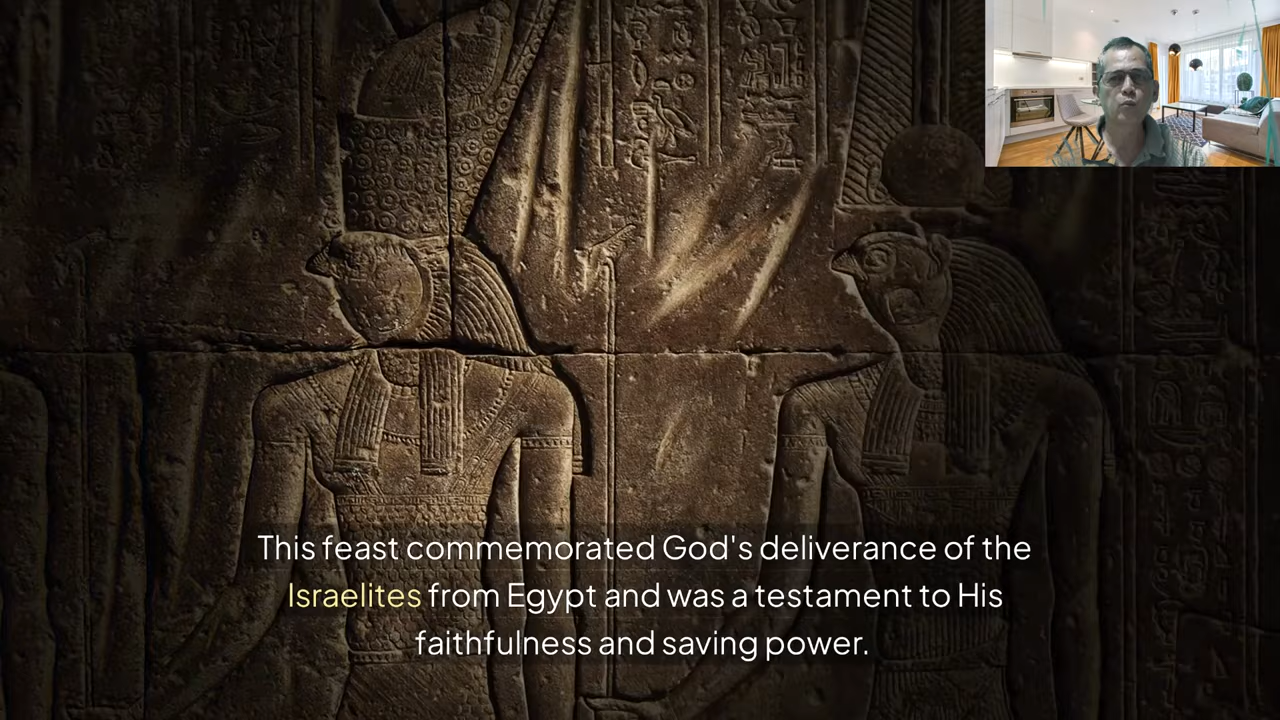 This feast commemorated God's deliverance of the
Israelites from Egypt and was a testament to His
faithfulness and saving power.